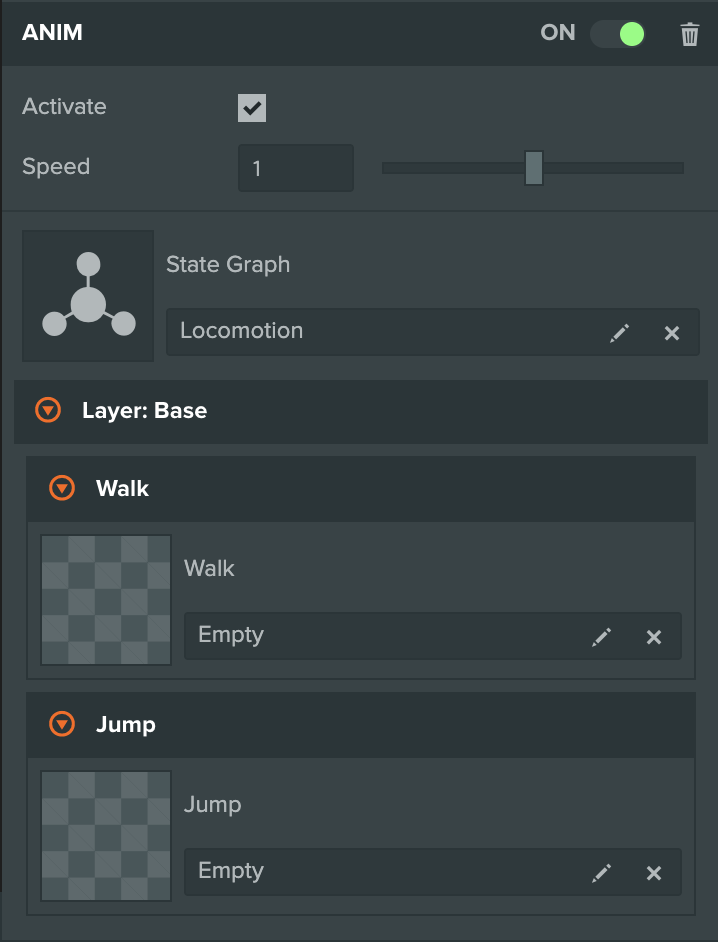 ANIM
ON
Activate
Speed
1
State Graph
Locomotion
Layer: Base
Walk
Walk
Empty
Jump
Jump
Empty